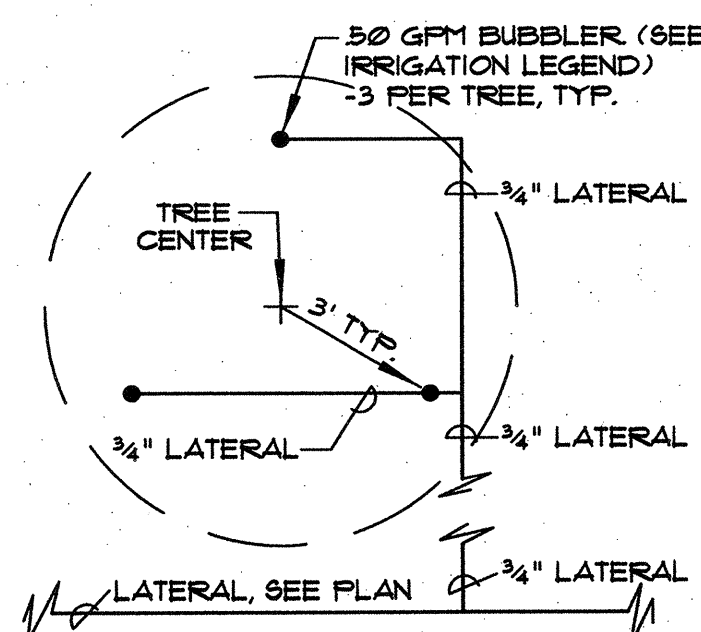 .50 GPM BUBBLER (SEE
IRRIGATION LEGEND)
-3 PER TREE, TYP.
3/4" LATERAL
TREE
CENTER
3' TYP.
3/4" LATERAL
3/4" LATERAL
3/4" LATERAL
LATERAL, SEE PLAN